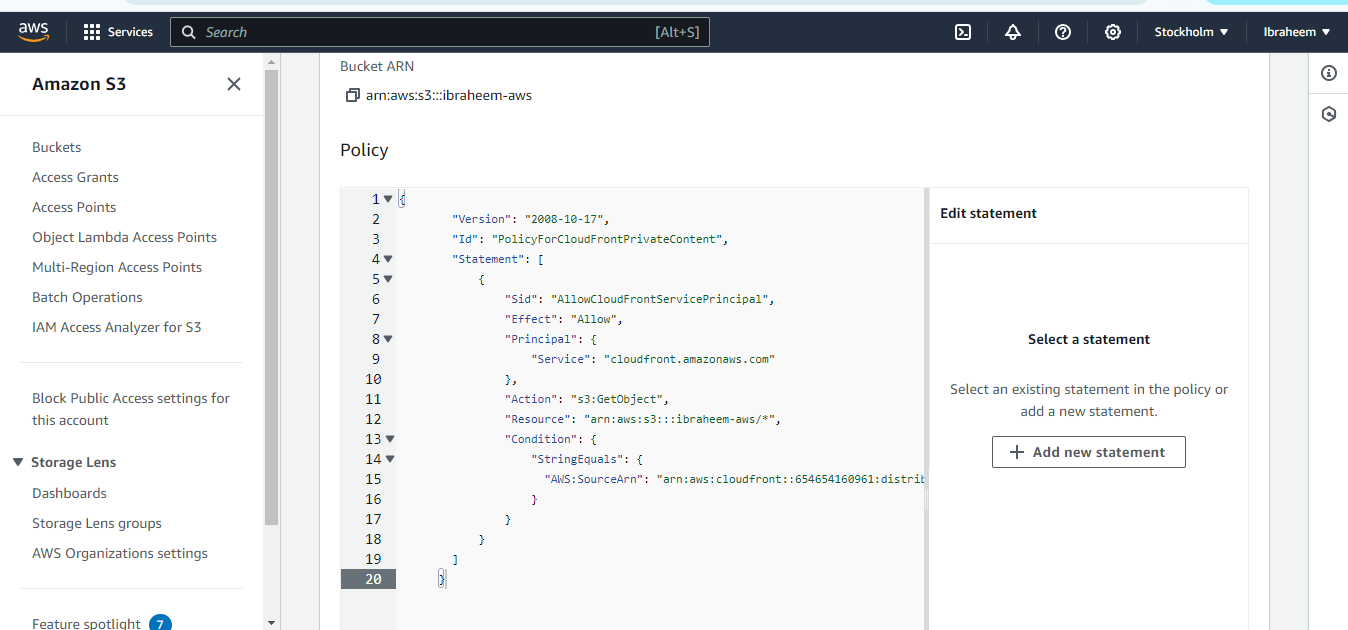 aws
Services
Search
[Alt+S]
Stockholm
Ibraheem
Amazon S3
Buckets
Access Grants
Access Points
Object Lambda Access Points
Multi-Region Access Points
Batch Operations
IAM Access Analyzer for S3
Block Public Access settings for
this account
Storage Lens
Dashboards
Storage Lens groups
AWS Organizations settings
Feature spotlight 7
Bucket ARN
arn:aws:s3:::ibraheem-aws
Policy
1 {
2 "Version": "2008-10-17",
3 "Id": "PolicyForCloudFrontPrivateContent",
4 "Statement": [
5 {
6 "Sid": "AllowCloudFrontServicePrincipal",
7 "Effect": "Allow",
8 "Principal": {
9 "Service": "cloudfront.amazonaws.com"
10 },
11 "Action": "s3:GetObject",
12 "Resource": "arn:aws:s3:::ibraheem-aws/*",
13 "Condition": {
14 "StringEquals": {
15 "AWS:SourceArn": "arn:aws:cloudfront::654654160961:distrib
16 }
17 }
18 }
19 ]
20 }
Edit statement
Select a statement
Select an existing statement in the policy or
add a new statement.
+ Add new statement